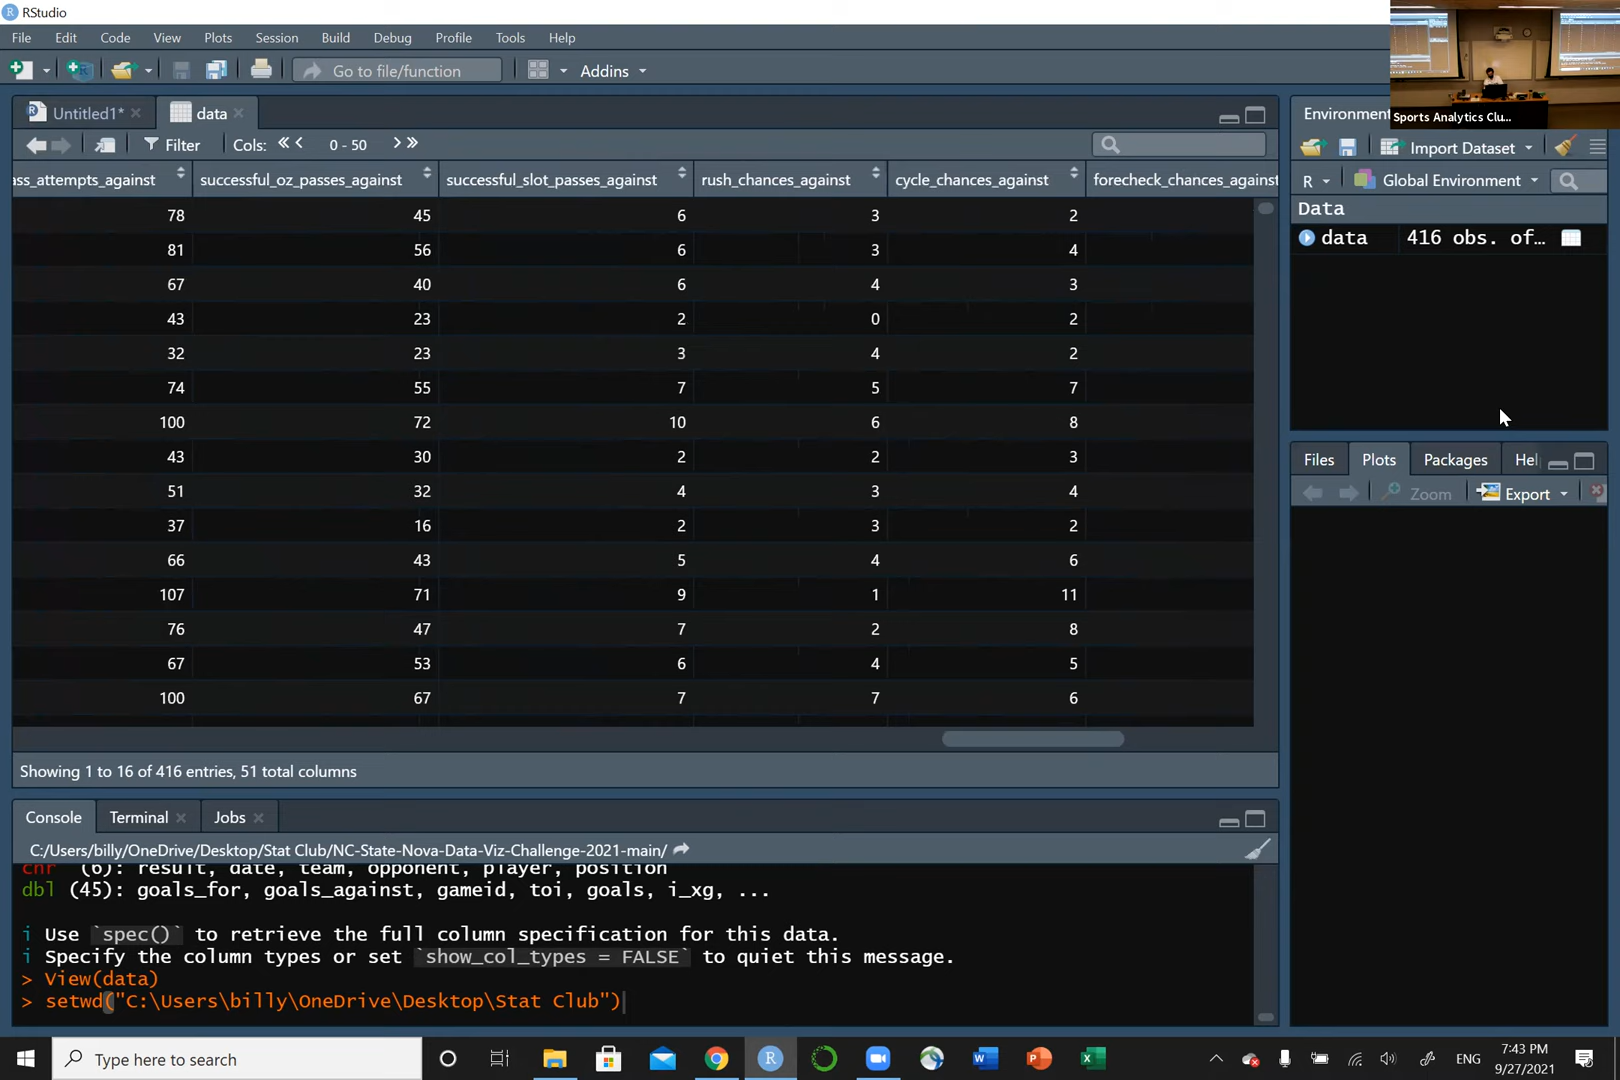 RStudio
File Edit Code View Plots Session Build Debug Profile Tools Help
Go to file/function Addins
Sports Analytics Clu...
Untitled1* data
Filter Cols: 0 - 50
ass_attempts_against successful_oz_passes_against successful_slot_passes_against rush_chances_against cycle_chances_against forecheck_chances_against
78 45 6 3 2
81 56 6 3 4
67 40 6 4 3
43 23 2 0 2
32 23 3 4 2
74 55 7 5 7
100 72 10 6 8
43 30 2 2 3
51 32 4 3 4
37 16 2 3 2
66 43 5 4 6
107 71 9 1 11
76 47 7 2 8
67 53 6 4 5
100 67 7 7 6
Showing 1 to 16 of 416 entries, 51 total columns
Console Terminal Jobs
C:/Users/billy/OneDrive/Desktop/Stat Club/NC-State-Nova-Data-Viz-Challenge-2021-main/
chr (6): result, date, team, opponent, player, position
dbl (45): goals_for, goals_against, gameid, toi, goals, i_xg, ...
i Use `spec()` to retrieve the full column specification for this data.
i Specify the column types or set `show_col_types = FALSE` to quiet this message.
> View(data)
> setwd("C:\Users\billy\OneDrive\Desktop\Stat Club")
Environment
Import Dataset
R Global Environment
Data
data 416 obs. of...
Files Plots Packages Hel
Zoom Export
Type here to search
ENG
7:43 PM
9/27/2021